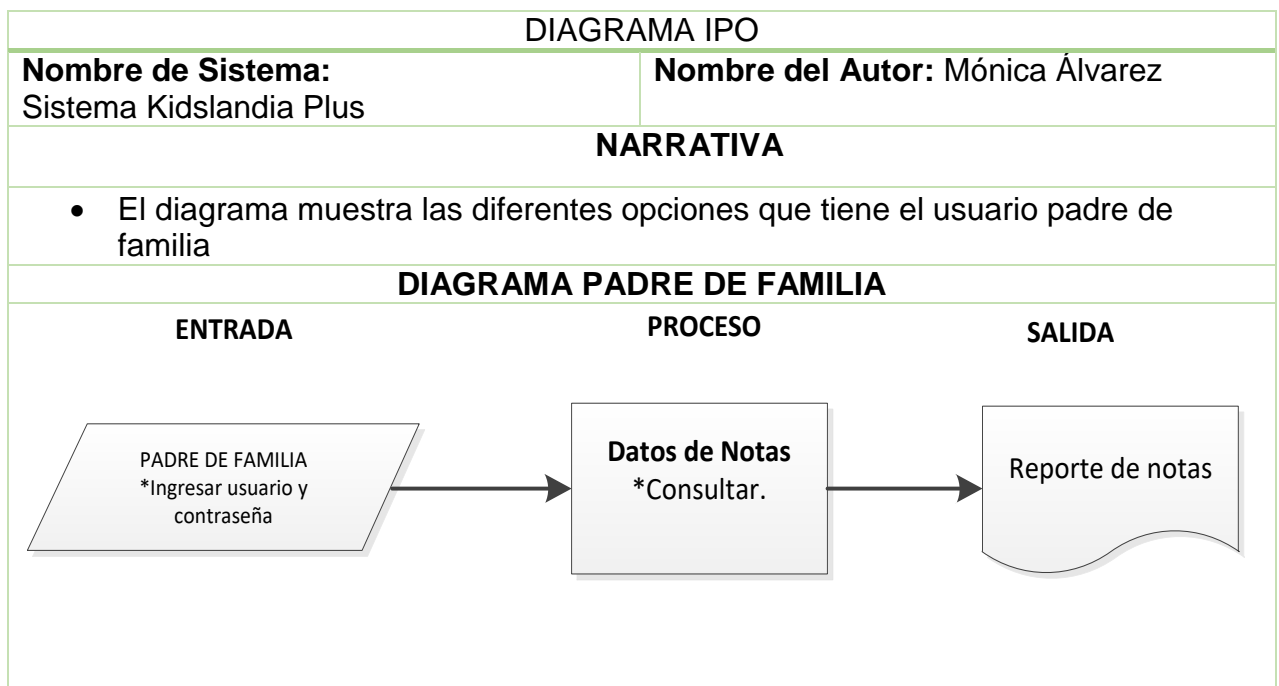 DIAGRAMA IPO
Nombre de Sistema:
Sistema Kidslandia Plus
Nombre del Autor: Mónica Álvarez
NARRATIVA
• El diagrama muestra las diferentes opciones que tiene el usuario padre de
familia
DIAGRAMA PADRE DE FAMILIA
ENTRADA
PROCESO
SALIDA
PADRE DE FAMILIA
*Ingresar usuario y
contraseña
Datos de Notas
*Consultar.
Reporte de notas